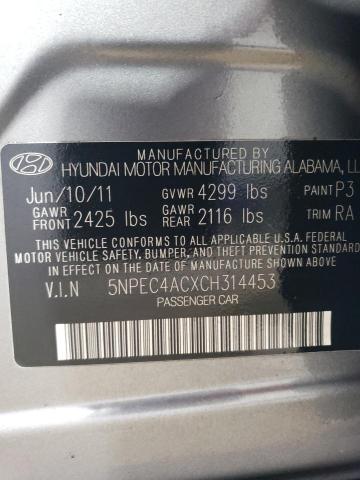 MANUFACTURED BY
HYUNDAI MOTOR MANUFACTURING ALABAMA, LL
Jun/10/11 GVWR 4299 lbs PAINT P3
GAWR FRONT 2425 lbs GAWR REAR 2116 lbs TRIM RA
THIS VEHICLE CONFORMS TO ALL APPLICABLE U.S.A. FEDERAL
MOTOR VEHICLE SAFETY, BUMPER, AND THEFT PREVENTION STANDARD
IN EFFECT ON THE DATE OF MANUFACTURE SHOWN ABOVE.
V.I.N 5NPEC4ACXCH314453
PASSENGER CAR